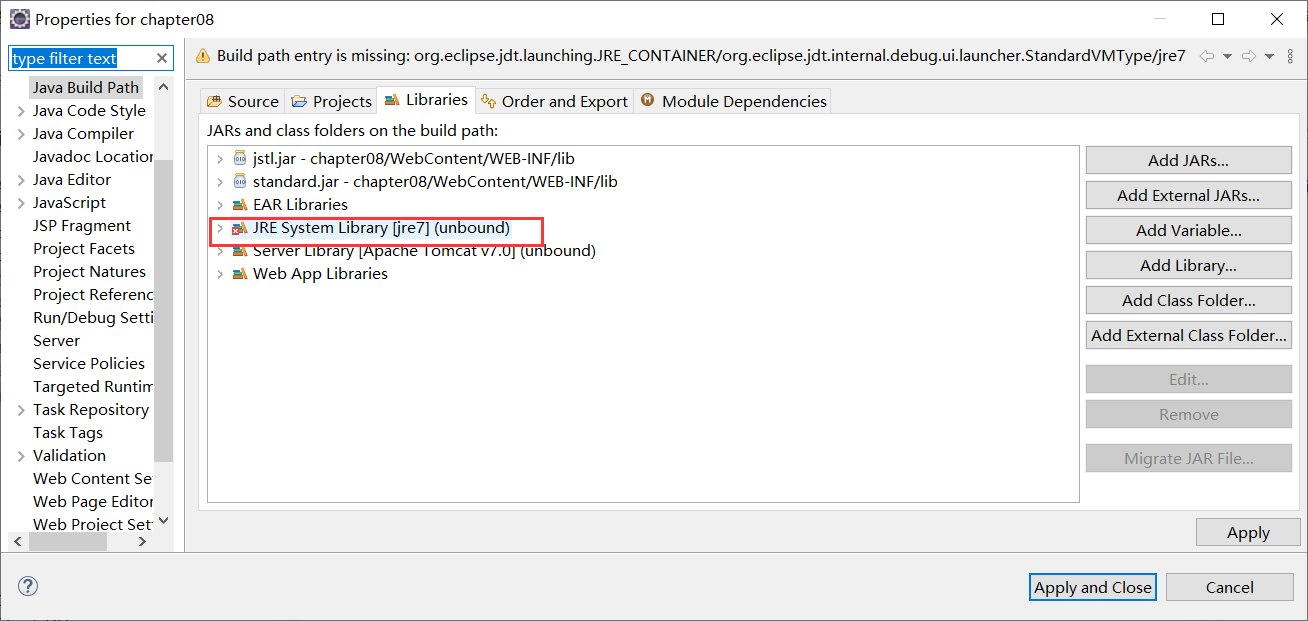 Properties for chapter08
type filter text
Build path entry is missing: org.eclipse.jdt.launching.JRE_CONTAINER/org.eclipse.jdt.internal.debug.ui.launcher.StandardVMType/jre7
Java Build Path
Java Code Style
Java Compiler
Javadoc Location
Java Editor
JavaScript
JSP Fragment
Project Facets
Project Natures
Project Referenc
Run/Debug Setti
Server
Service Policies
Targeted Runtim
Task Repository
Task Tags
Validation
Web Content Se
Web Page Editor
Web Project Set
Source
Projects
Libraries
Order and Export
Module Dependencies
JARs and class folders on the build path:
jstl.jar - chapter08/WebContent/WEB-INF/lib
standard.jar - chapter08/WebContent/WEB-INF/lib
EAR Libraries
JRE System Library [jre7] (unbound)
Server Library [Apache Tomcat v7.0] (unbound)
Web App Libraries
Add JARs...
Add External JARs...
Add Variable...
Add Library...
Add Class Folder...
Add External Class Folder...
Edit...
Remove
Migrate JAR File...
Apply
Apply and Close
Cancel